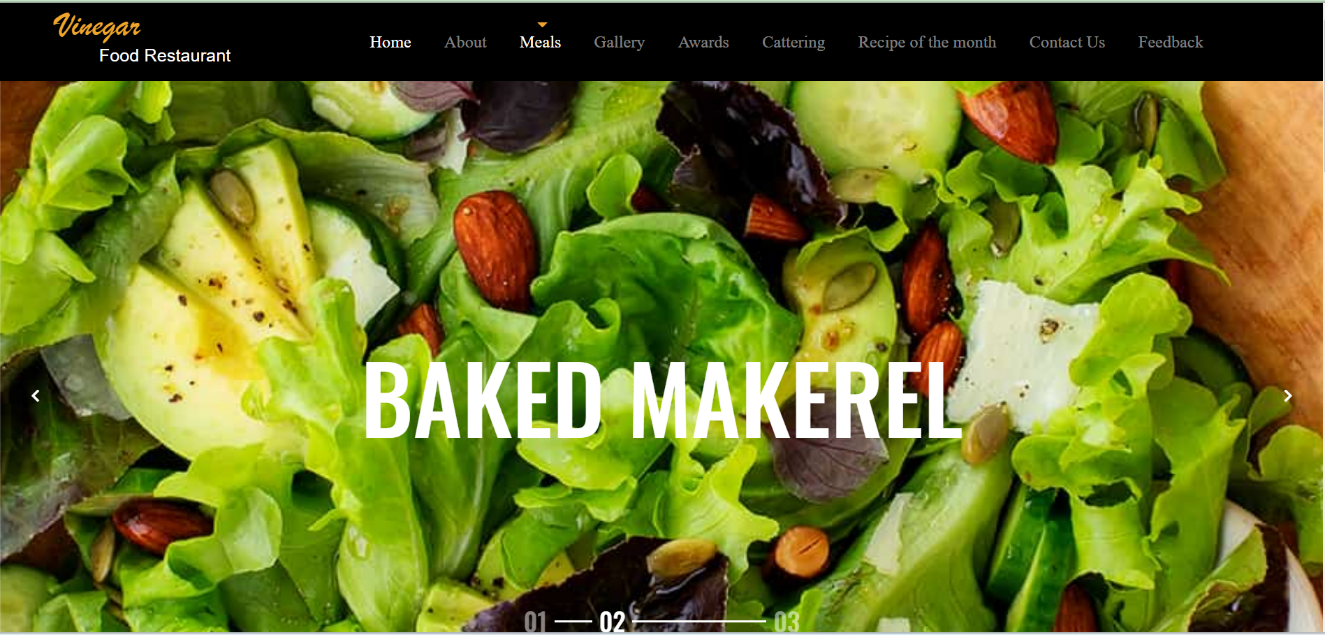 Vinegar
Food Restaurant
Home About Meals Gallery Awards Cattering Recipe of the month Contact Us Feedback
BAKED MAKEREL
01 02 03